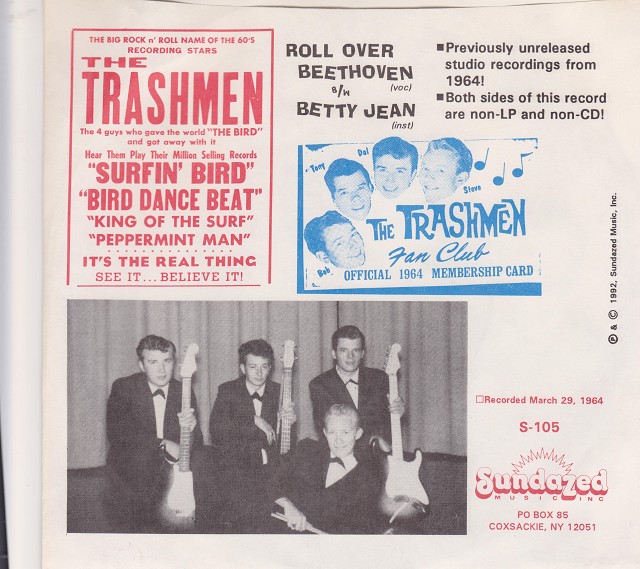 THE BIG ROCK n' ROLL NAME OF THE 60'S
RECORDING STARS
THE
TRASHMEN
The 4 guys who gave the world "THE BIRD"
and got away with it
Hear Them Play Their Million Selling Records
"SURFIN' BIRD"
"BIRD DANCE BEAT"
"KING OF THE SURF"
"PEPPERMINT MAN"
IT'S THE REAL THING
SEE IT...BELIEVE IT!
ROLL OVER
BEETHOVEN
(voc)
B/W
BETTY JEAN
(inst)
■Previously unreleased
studio recordings from
1964!
■Both sides of this record
are non-LP and non-CD!
Tony
Dal
Steve
Bob
THE TRASHMEN
Fan Club
OFFICIAL 1964 MEMBERSHIP CARD
℗ & © 1992, Sundazed Music, Inc.
□Recorded March 29, 1964
S-105
Sundazed
MUSIC INC
PO BOX 85
COXSACKIE, NY 12051